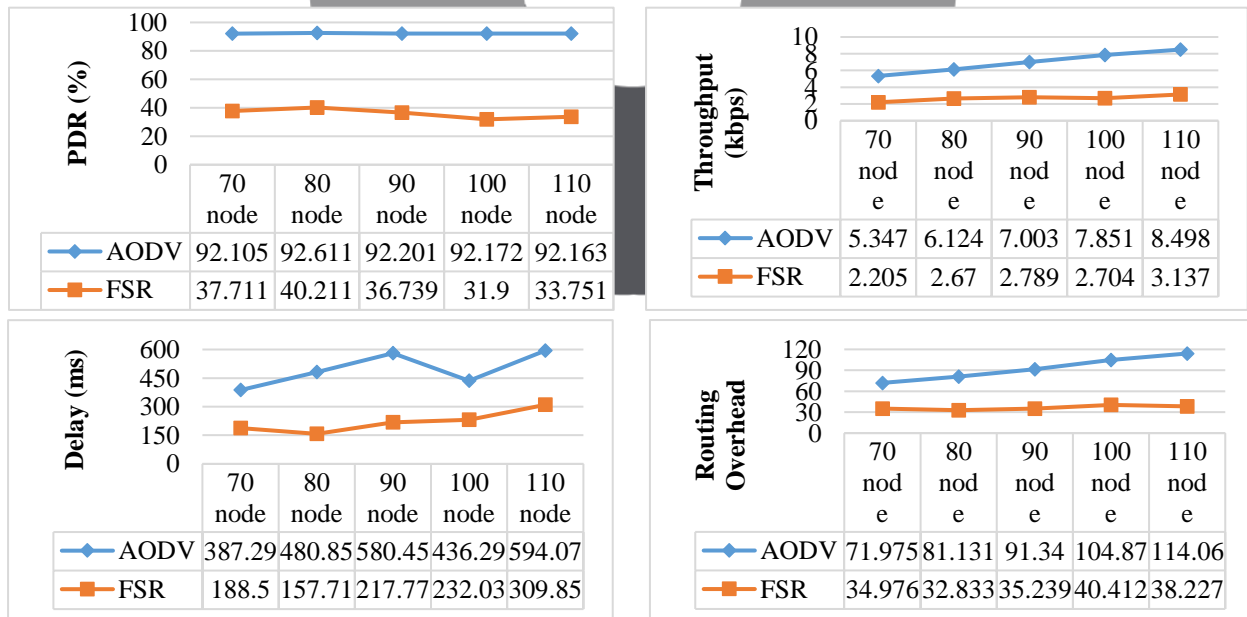 PDR (%)
100
80
60
40
20
0
70 node
80 node
90 node
100 node
110 node
AODV 92.105 92.611 92.201 92.172 92.163
FSR 37.711 40.211 36.739 31.9 33.751
Throughput (kbps)
10
8
6
4
2
0
70 nod e
80 nod e
90 nod e
100 nod e
110 nod e
AODV 5.347 6.124 7.003 7.851 8.498
FSR 2.205 2.67 2.789 2.704 3.137
Delay (ms)
600
450
300
150
0
70 node
80 node
90 node
100 node
110 node
AODV 387.29 480.85 580.45 436.29 594.07
FSR 188.5 157.71 217.77 232.03 309.85
Routing Overhead
120
90
60
30
0
70 nod e
80 nod e
90 nod e
100 nod e
110 nod e
AODV 71.975 81.131 91.34 104.87 114.06
FSR 34.976 32.833 35.239 40.412 38.227